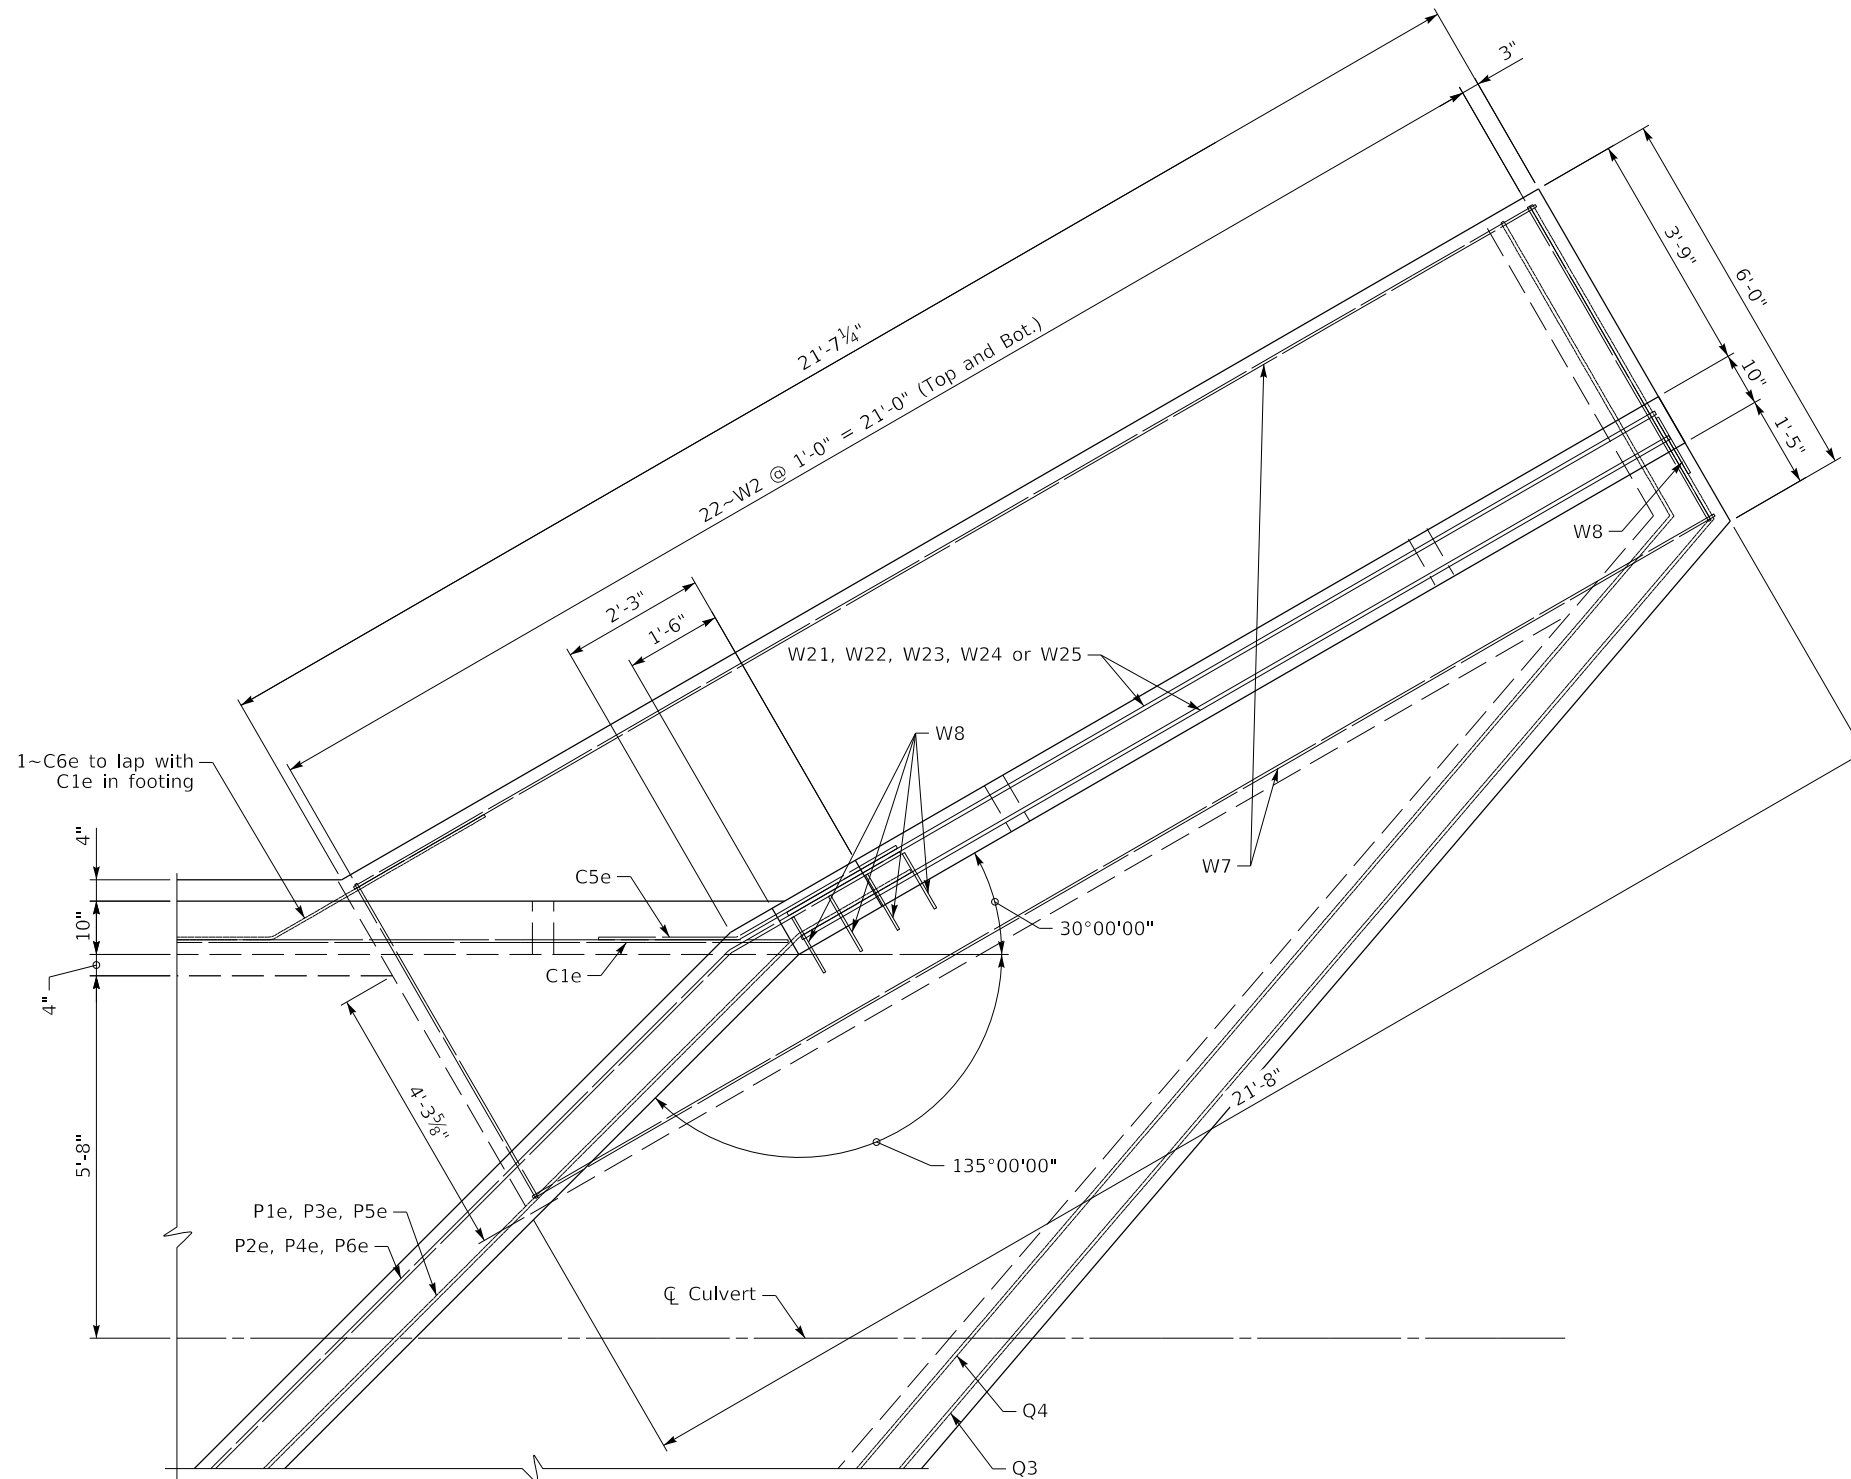 3"
3'-9"
6'-0"
10"
1'-5"
21'-7¼"
22~W2 @ 1'-0" = 21'-0" (Top and Bot.)
2'-3"
1'-6"
W8
W21, W22, W23, W24 or W25
W8
1~C6e to lap with
C1e in footing
4"
C5e
W7
10"
30°00'00"
C1e
4"
4'-3⅝"
21'-8"
5'-8"
135°00'00"
P1e, P3e, P5e
P2e, P4e, P6e
℄ Culvert
Q4
Q3